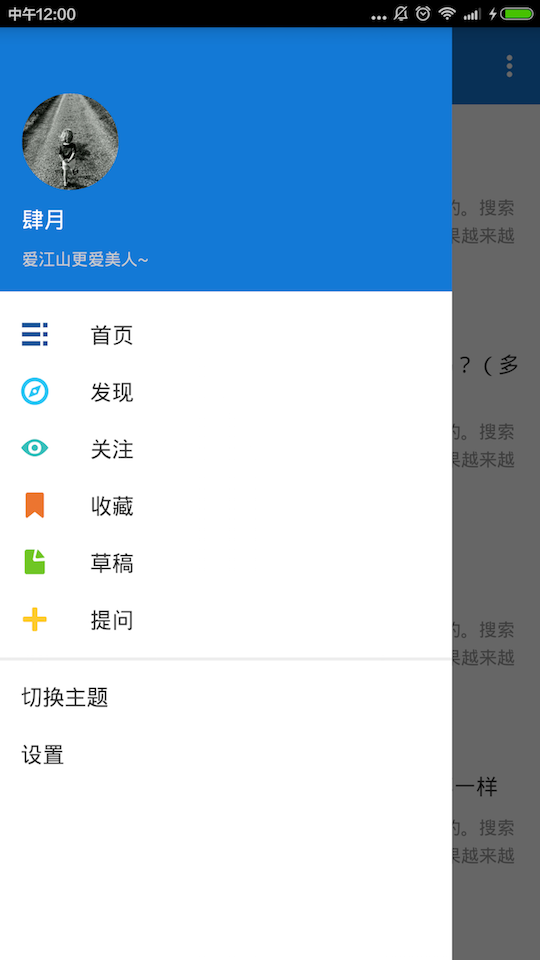 中午12:00
肆月
爱江山更爱美人~
首页
发现
关注
收藏
草稿
提问
切换主题
设置
的。搜索
果越来越
？（多
的。搜索
果越来越
的。搜索
果越来越
一样
的。搜索
果越来越